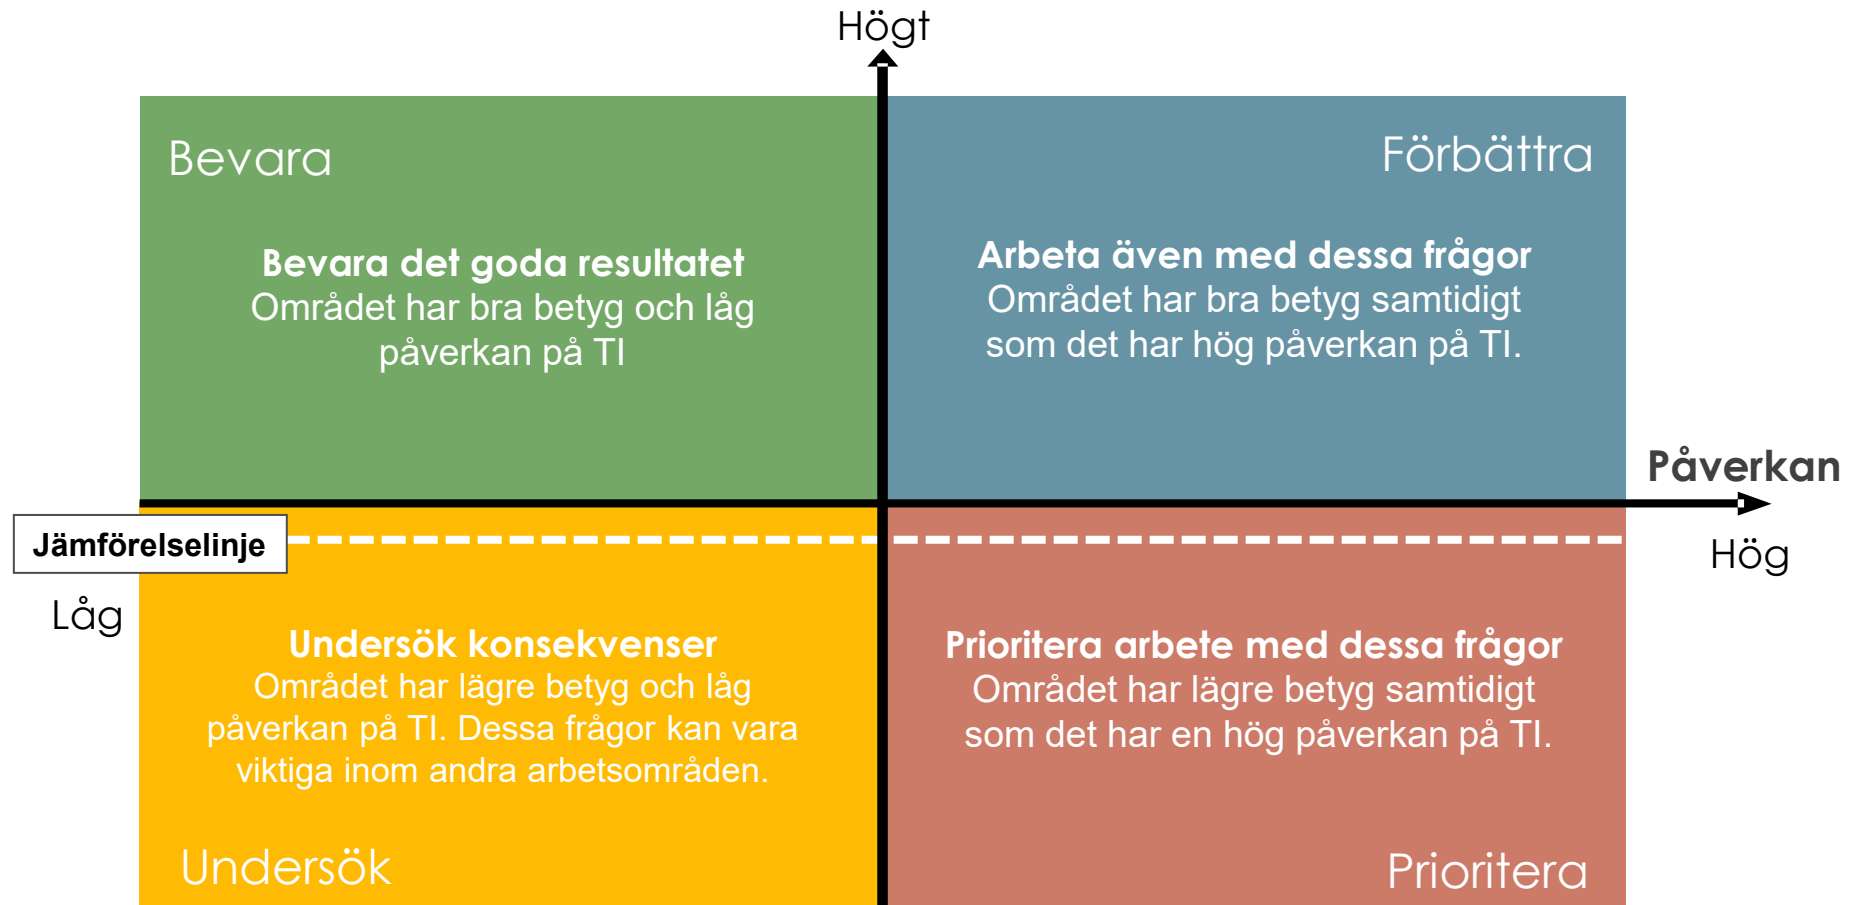 Högt
Bevara
Förbättra
Bevara det goda resultatet
Området har bra betyg och låg
påverkan på TI
Arbeta även med dessa frågor
Området har bra betyg samtidigt
som det har hög påverkan på TI.
Påverkan
Jämförelselinje
Hög
Låg
Undersök konsekvenser
Området har lägre betyg och låg
påverkan på TI. Dessa frågor kan vara
viktiga inom andra arbetsområden.
Prioritera arbete med dessa frågor
Området har lägre betyg samtidigt
som det har en hög påverkan på TI.
Undersök
Prioritera